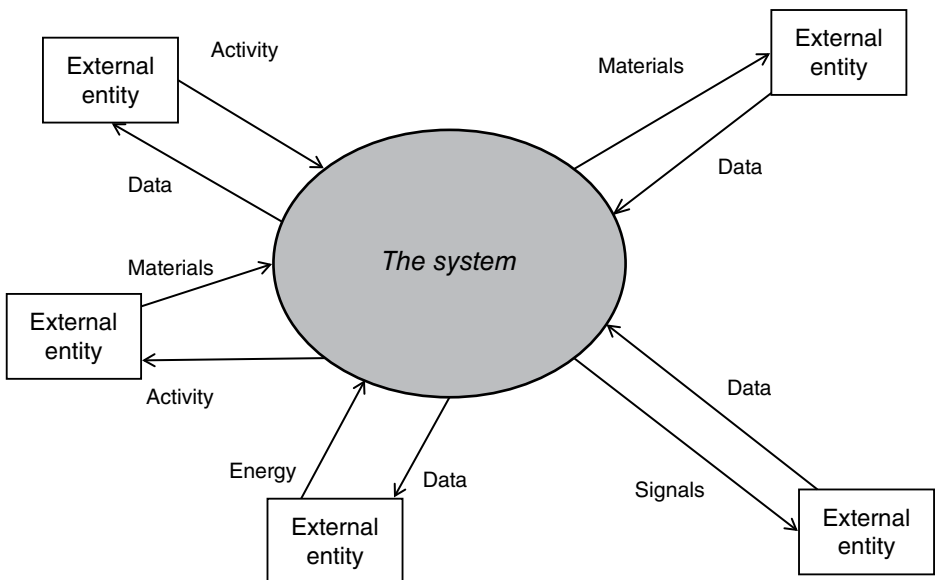 External
entity
Activity
Data
Materials
External
entity
Data
The system
Materials
External
entity
Activity
Energy
Data
External
entity
Data
Signals
External
entity